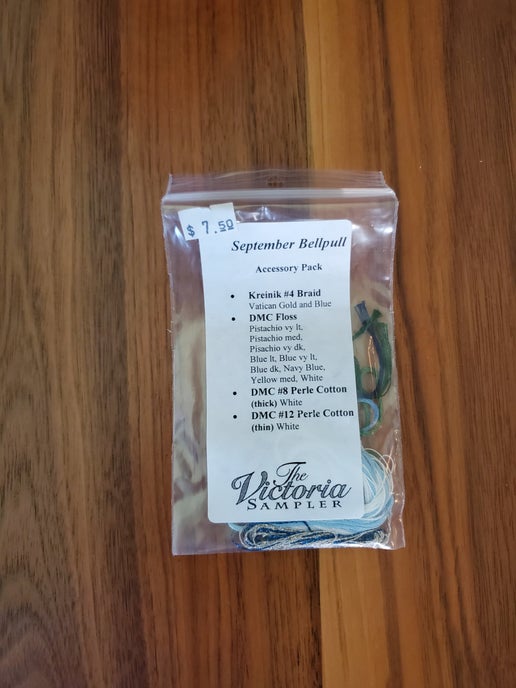 $ 7.50
September Bellpull
Accessory Pack
• Kreinik #4 Braid
Vatican Gold and Blue
• DMC Floss
Pistachio vy lt,
Pistachio med,
Pisachio vy dk,
Blue lt, Blue vy lt,
Blue dk, Navy Blue,
Yellow med, White
• DMC #8 Perle Cotton
(thick) White
• DMC #12 Perle Cotton
(thin) White
The
Victoria
SAMPLER